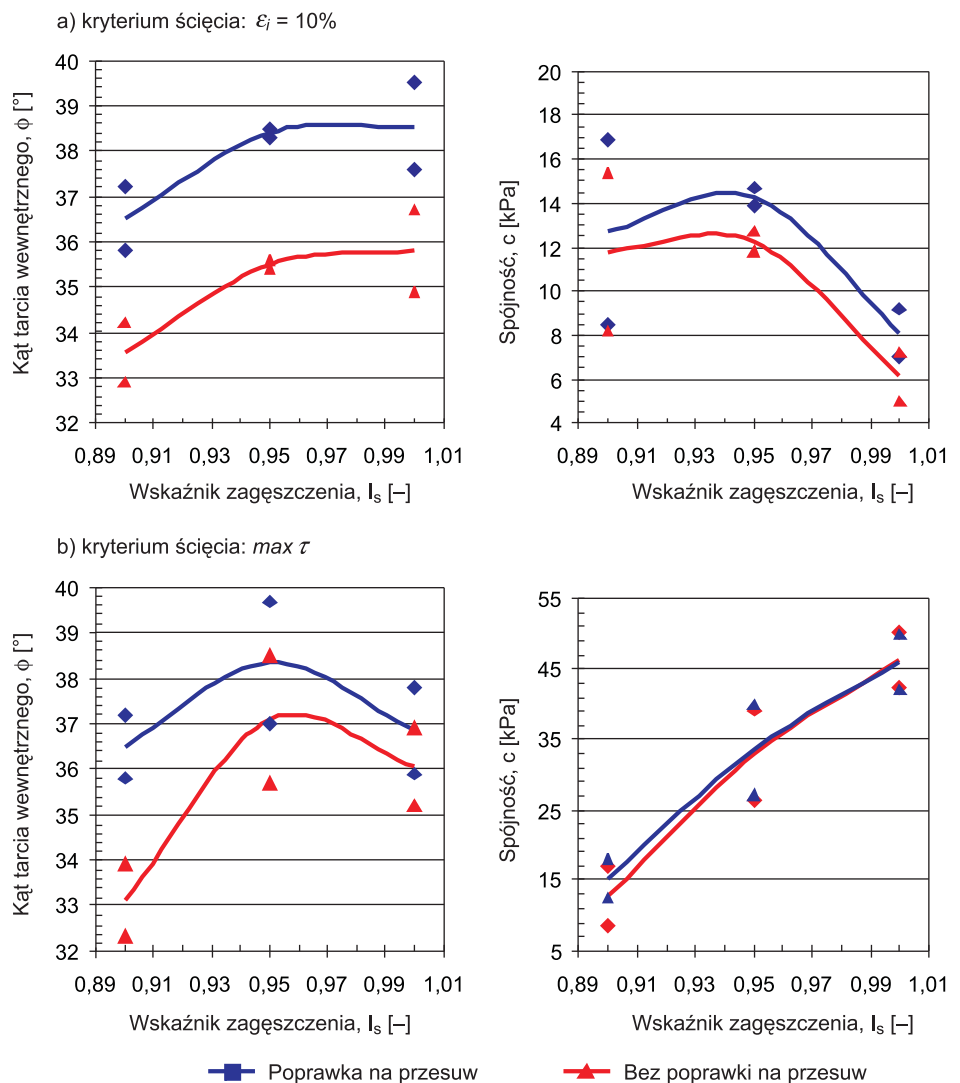 a) kryterium ścięcia: εi = 10%
Kąt tarcia wewnętrznego, ϕ [°]
40
39
38
37
36
35
34
33
32
0,89 0,91 0,93 0,95 0,97 0,99 1,01
Wskaźnik zagęszczenia, Is [–]
Spójność, c [kPa]
20
18
16
14
12
10
8
6
4
0,89 0,91 0,93 0,95 0,97 0,99 1,01
Wskaźnik zagęszczenia, Is [–]
b) kryterium ścięcia: max τ
Kąt tarcia wewnętrznego, ϕ [°]
40
39
38
37
36
35
34
33
32
0,89 0,91 0,93 0,95 0,97 0,99 1,01
Wskaźnik zagęszczenia, Is [–]
Spójność, c [kPa]
55
45
35
25
15
5
0,89 0,91 0,93 0,95 0,97 0,99 1,01
Wskaźnik zagęszczenia, Is [–]
Poprawka na przesuw
Bez poprawki na przesuw